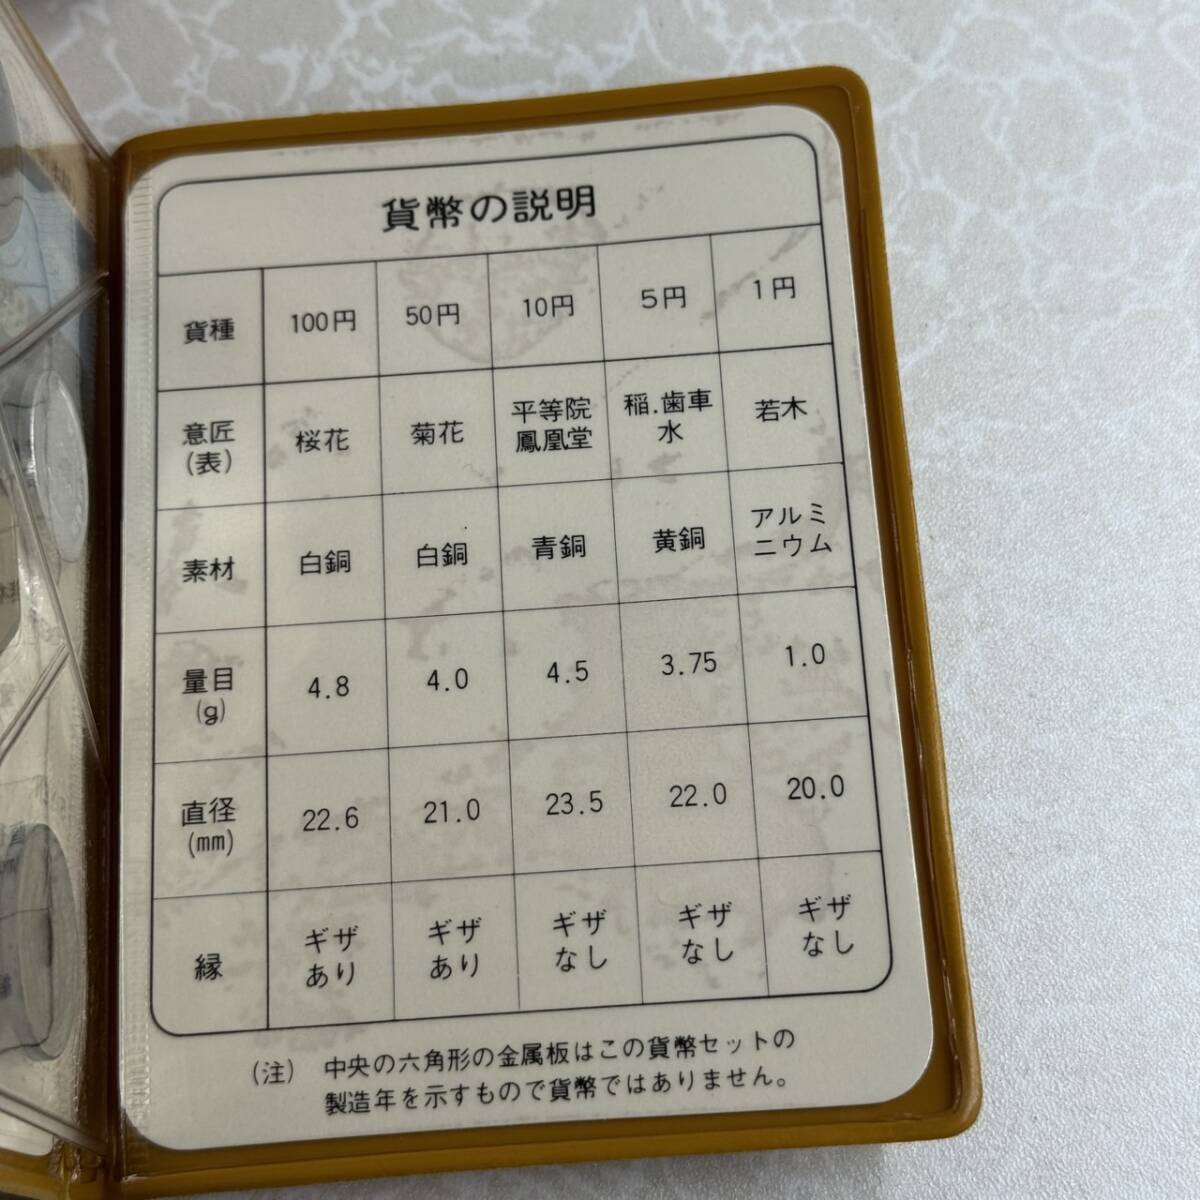 貨幣の説明
貨種 100円 50円 10円 5円 1円
意匠(表) 桜花 菊花 平等院鳳凰堂 稲.歯車水 若木
素材 白銅 白銅 青銅 黄銅 アルミニウム
量目(g) 4.8 4.0 4.5 3.75 1.0
直径(mm) 22.6 21.0 23.5 22.0 20.0
縁 ギザあり ギザあり ギザなし ギザなし ギザなし
(注) 中央の六角形の金属板はこの貨幣セットの
製造年を示すもので貨幣ではありません。